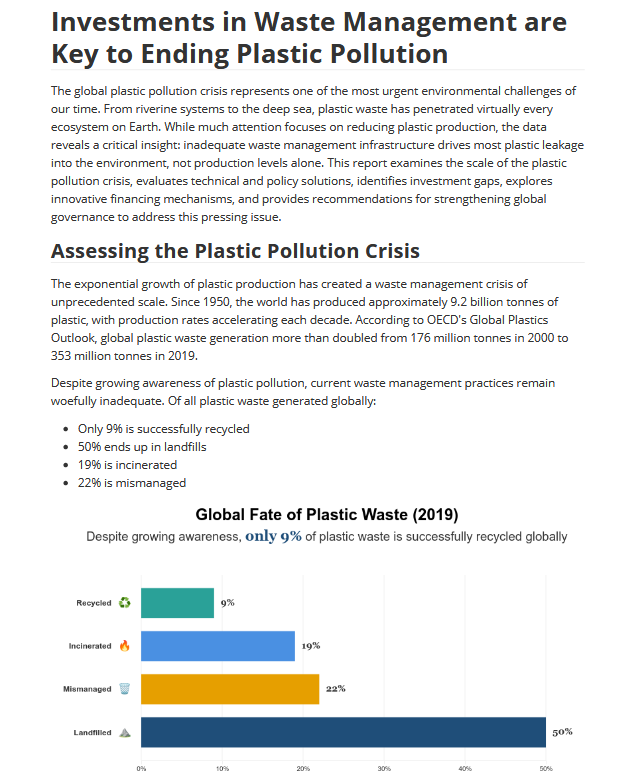 Investments in Waste Management are
Key to Ending Plastic Pollution
The global plastic pollution crisis represents one of the most urgent environmental challenges of
our time. From riverine systems to the deep sea, plastic waste has penetrated virtually every
ecosystem on Earth. While much attention focuses on reducing plastic production, the data
reveals a critical insight: inadequate waste management infrastructure drives most plastic leakage
into the environment, not production levels alone. This report examines the scale of the plastic
pollution crisis, evaluates technical and policy solutions, identifies investment gaps, explores
innovative financing mechanisms, and provides recommendations for strengthening global
governance to address this pressing issue.
Assessing the Plastic Pollution Crisis
The exponential growth of plastic production has created a waste management crisis of
unprecedented scale. Since 1950, the world has produced approximately 9.2 billion tonnes of
plastic, with production rates accelerating each decade. According to OECD's Global Plastics
Outlook, global plastic waste generation more than doubled from 176 million tonnes in 2000 to
353 million tonnes in 2019.
Despite growing awareness of plastic pollution, current waste management practices remain
woefully inadequate. Of all plastic waste generated globally:
• Only 9% is successfully recycled
• 50% ends up in landfills
• 19% is incinerated
• 22% is mismanaged
Global Fate of Plastic Waste (2019)
Despite growing awareness, only 9% of plastic waste is successfully recycled globally
Recycled 9%
Incinerated 19%
Mismanaged 22%
Landfilled 50%
0% 10% 20% 30% 40% 50%